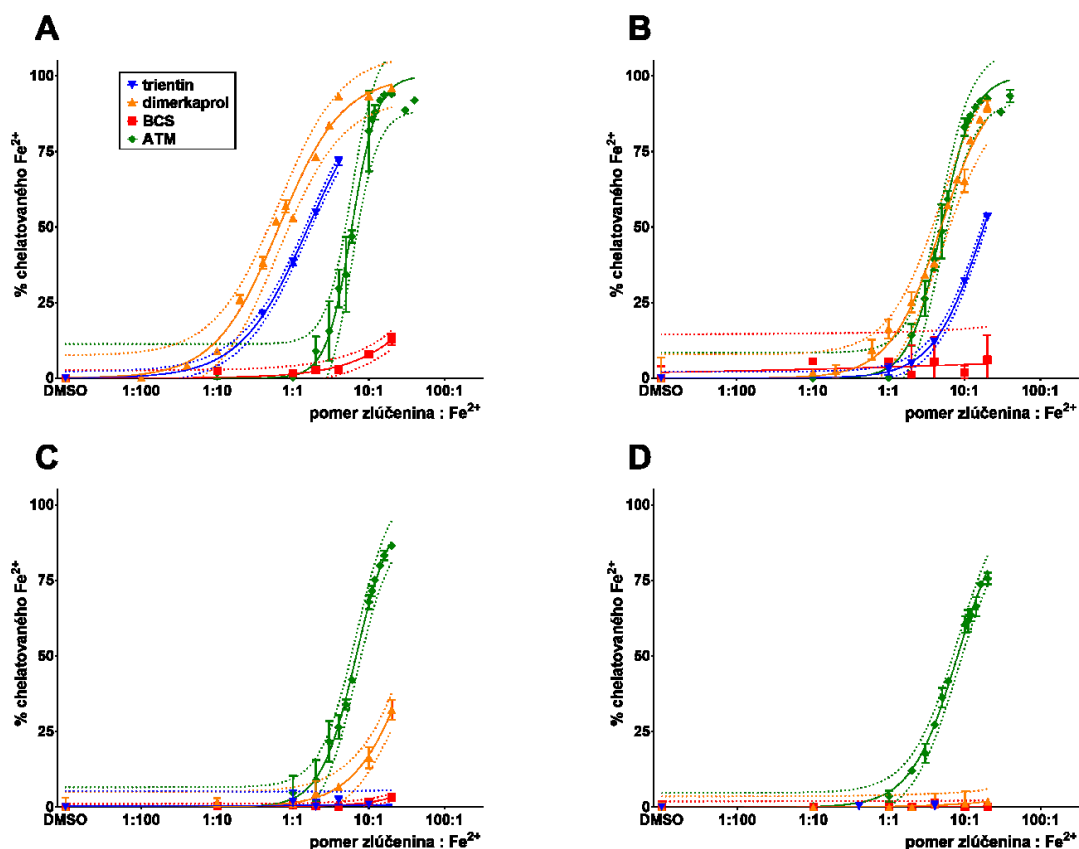 A
% chelatovaného Fe2+
100
75
50
25
0
trientin
dimerkaprol
BCS
ATM
DMSO 1:100 1:10 1:1 10:1 100:1
pomer zlúčenina : Fe2+
B
% chelatovaného Fe2+
100
75
50
25
0
DMSO 1:100 1:10 1:1 10:1 100:1
pomer zlúčenina : Fe2+
C
% chelatovaného Fe2+
100
75
50
25
0
DMSO 1:100 1:10 1:1 10:1 100:1
pomer zlúčenina : Fe2+
D
% chelatovaného Fe2+
100
75
50
25
0
DMSO 1:100 1:10 1:1 10:1 100:1
pomer zlúčenina : Fe2+